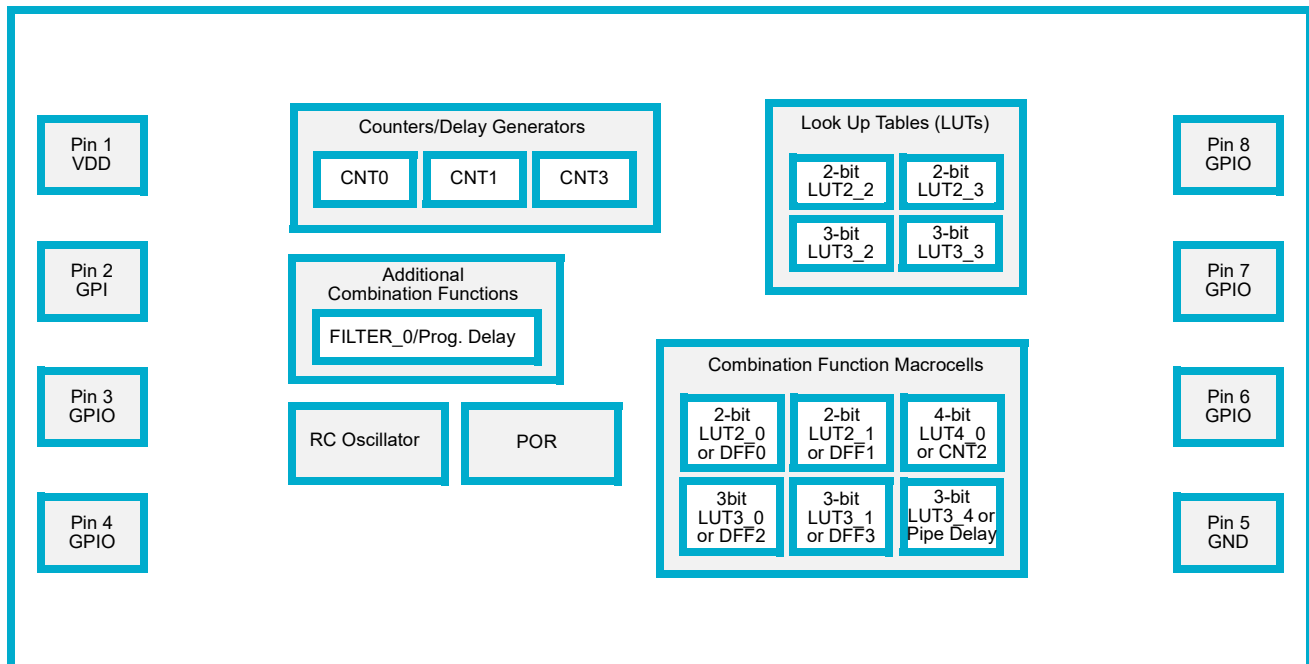 Pin 1
VDD
Pin 2
GPI
Pin 3
GPIO
Pin 4
GPIO
Counters/Delay Generators
CNT0
CNT1
CNT3
Additional
Combination Functions
FILTER_0/Prog. Delay
RC Oscillator
POR
Look Up Tables (LUTs)
2-bit
LUT2_2
2-bit
LUT2_3
3-bit
LUT3_2
3-bit
LUT3_3
Combination Function Macrocells
2-bit
LUT2_0
or DFF0
2-bit
LUT2_1
or DFF1
4-bit
LUT4_0
or CNT2
3bit
LUT3_0
or DFF2
3-bit
LUT3_1
or DFF3
3-bit
LUT3_4 or
Pipe Delay
Pin 8
GPIO
Pin 7
GPIO
Pin 6
GPIO
Pin 5
GND